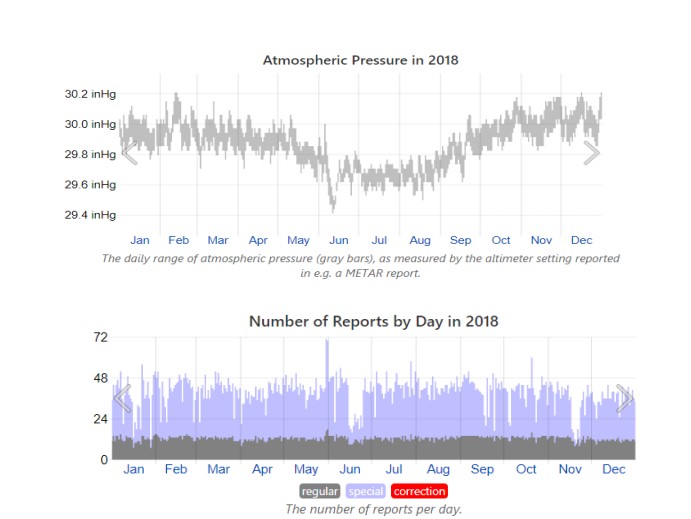 Atmospheric Pressure in 2018
30.2 inHg
30.0 inHg
29.8 inHg
29.6 inHg
29.4 inHg
Jan Feb Mar Apr May Jun Jul Aug Sep Oct Nov Dec
The daily range of atmospheric pressure (gray bars), as measured by the altimeter setting reported
in e.g. a METAR report.
Number of Reports by Day in 2018
72
48
24
0
Jan Feb Mar Apr May Jun Jul Aug Sep Oct Nov Dec
regular special correction
The number of reports per day.